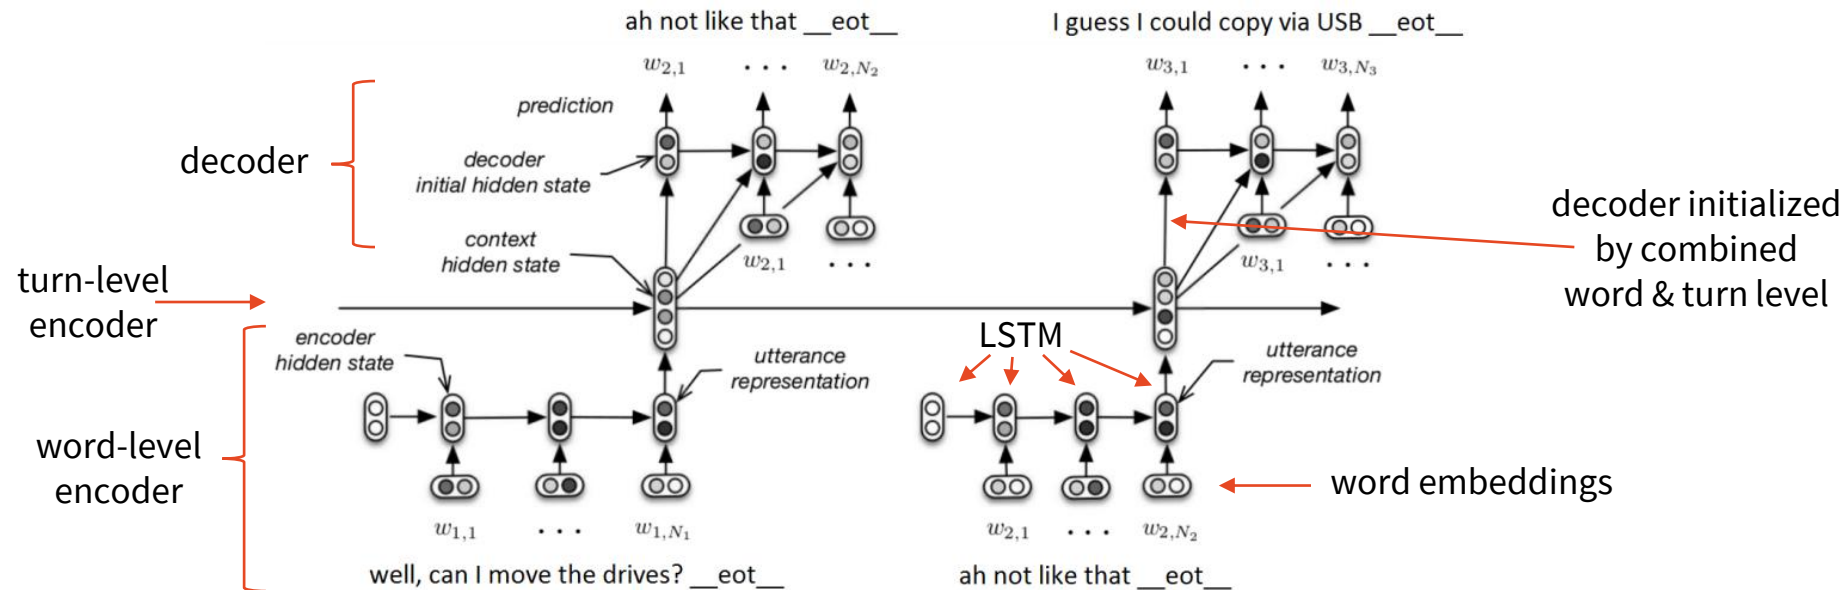 ah not like that __eot__
I guess I could copy via USB __eot__
w2,1 · · · w2,N2
w3,1 · · · w3,N3
prediction
decoder
decoder
initial hidden state
context
hidden state
w2,1 · · ·
w3,1 · · ·
decoder initialized
by combined
word & turn level
turn-level
encoder
encoder
hidden state
utterance
representation
LSTM
utterance
representation
word-level
encoder
word embeddings
w1,1 · · · w1,N1
w2,1 · · · w2,N2
well, can I move the drives? __eot__
ah not like that __eot__